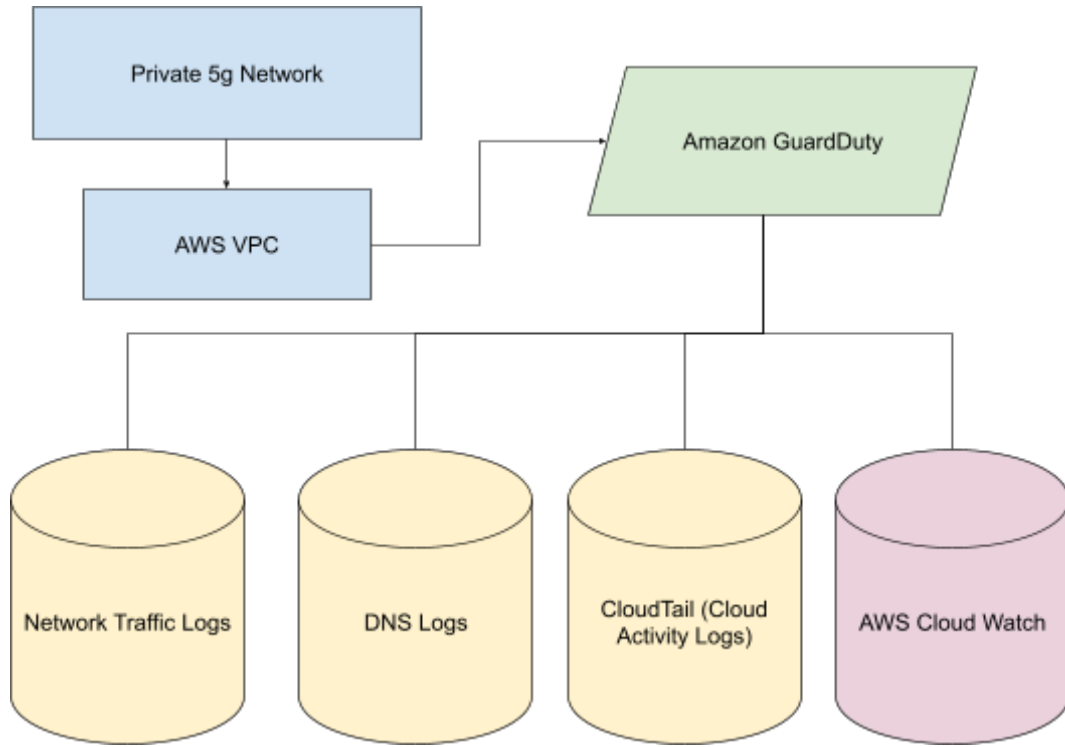 Private 5g Network
Amazon GuardDuty
AWS VPC
Network Traffic Logs
DNS Logs
CloudTail (Cloud
Activity Logs)
AWS Cloud Watch